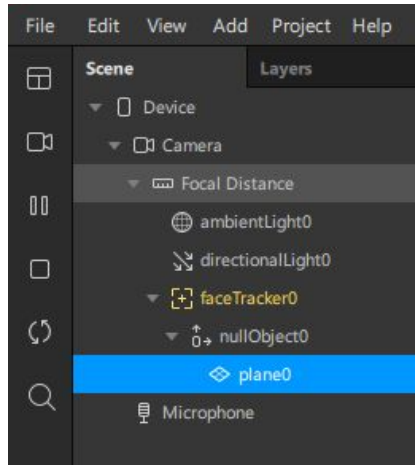 File Edit View Add Project Help
Scene Layers
Device
Camera
Focal Distance
ambientLight0
directionalLight0
faceTracker0
nullObject0
plane0
Microphone